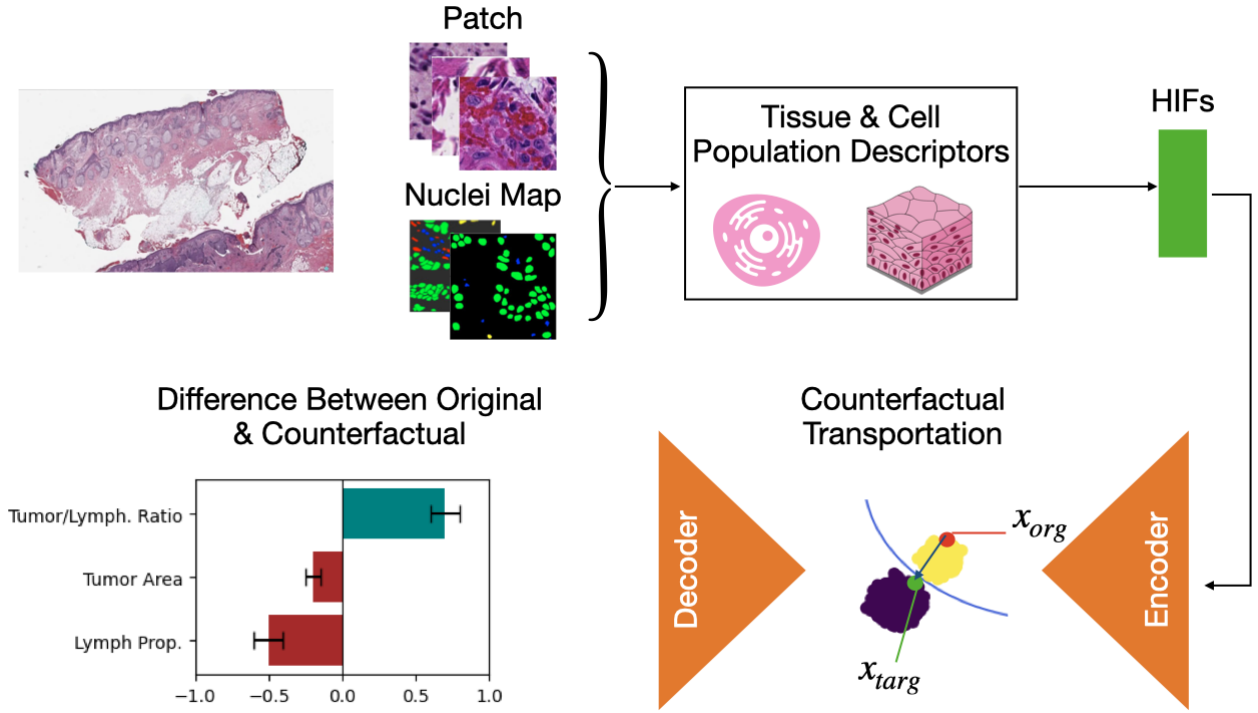 Patch
Nuclei Map
Tissue & Cell
Population Descriptors
HIFs
Difference Between Original
& Counterfactual
Tumor/Lymph. Ratio
Tumor Area
Lymph Prop.
−1.0 −0.5 0.0 0.5 1.0
Counterfactual
Transportation
Decoder
x_org
x_targ
Encoder